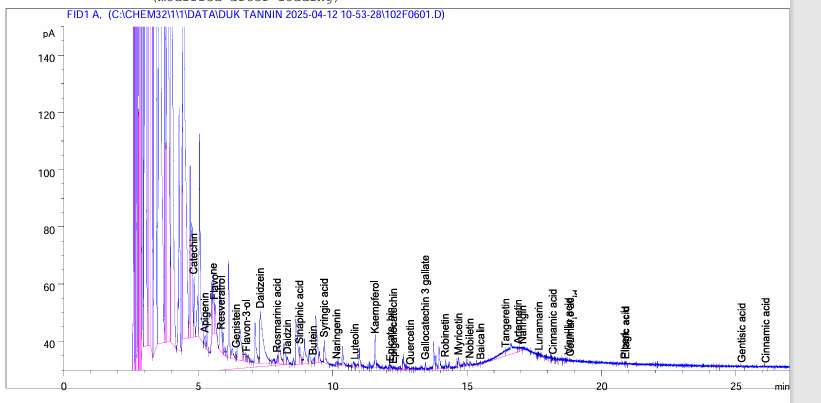 (modified after loading)
FID1 A, (C:\CHEM32\1\1\DATA\DUK TANNIN 2025-04-12 10-53-28\102F0601.D)
pA
140
120
100
80
60
40
Catechin
Apigenin
Flavone
Resveratrol
Genistein
Flavon-3-ol
Daidzein
Rosmarinic acid
Daidzin
Sinapinic acid
Butein
Syringic acid
Naringenin
Luteolin
Kaempferol
Quercetin
Gallocatechin 3 gallate
Robinetin
Myricetin
Nobiletin
Baicalin
Tangeretin
Naringin
Lunamarin
Cinnamic acid
Gentisic acid
Cinnamic acid
0
5
10
15
20
25
min